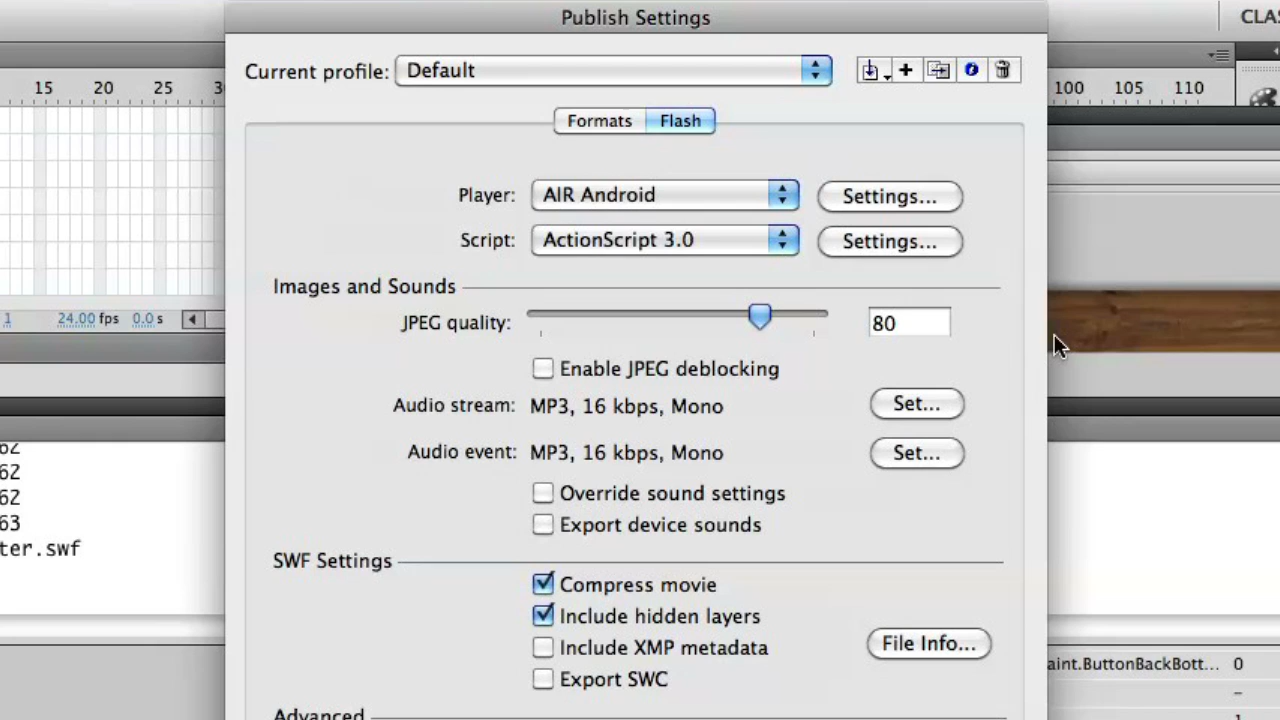 Publish Settings
CLAS
Current profile: Default
15 20 25 30
100 105 110
Formats Flash
Player: AIR Android Settings...
Script: ActionScript 3.0 Settings...
Images and Sounds
1 24.00 fps 0.0 s
JPEG quality: 80
Enable JPEG deblocking
Audio stream: MP3, 16 kbps, Mono Set...
62
Audio event: MP3, 16 kbps, Mono Set...
62
62
Override sound settings
63
Export device sounds
ter.swf
SWF Settings
Compress movie
Include hidden layers
Include XMP metadata File Info...
aint.ButtonBackBott... 0
Export SWC
-
Advanced